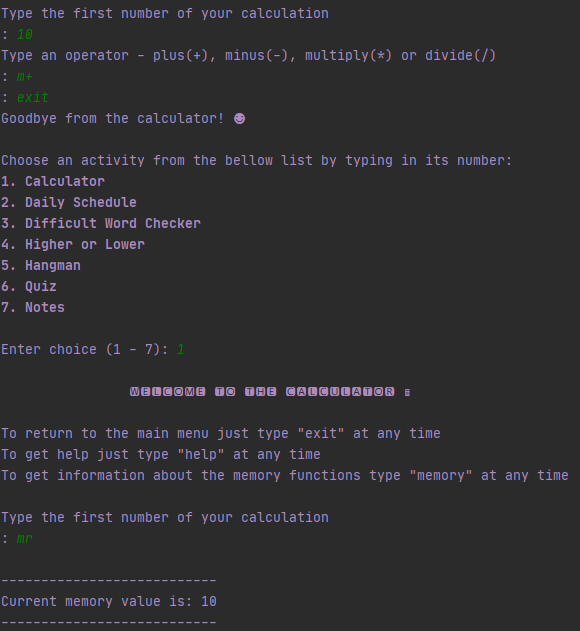 Type the first number of your calculation
: 10
Type an operator - plus(+), minus(-), multiply(*) or divide(/)
: m+
: exit
Goodbye from the calculator! ☻
Choose an activity from the bellow list by typing in its number:
1. Calculator
2. Daily Schedule
3. Difficult Word Checker
4. Higher or Lower
5. Hangman
6. Quiz
7. Notes
Enter choice (1 - 7): 1
WELCOME TO THE CALCULATOR
To return to the main menu just type "exit" at any time
To get help just type "help" at any time
To get information about the memory functions type "memory" at any time
Type the first number of your calculation
: mr
---------------------------
Current memory value is: 10
---------------------------